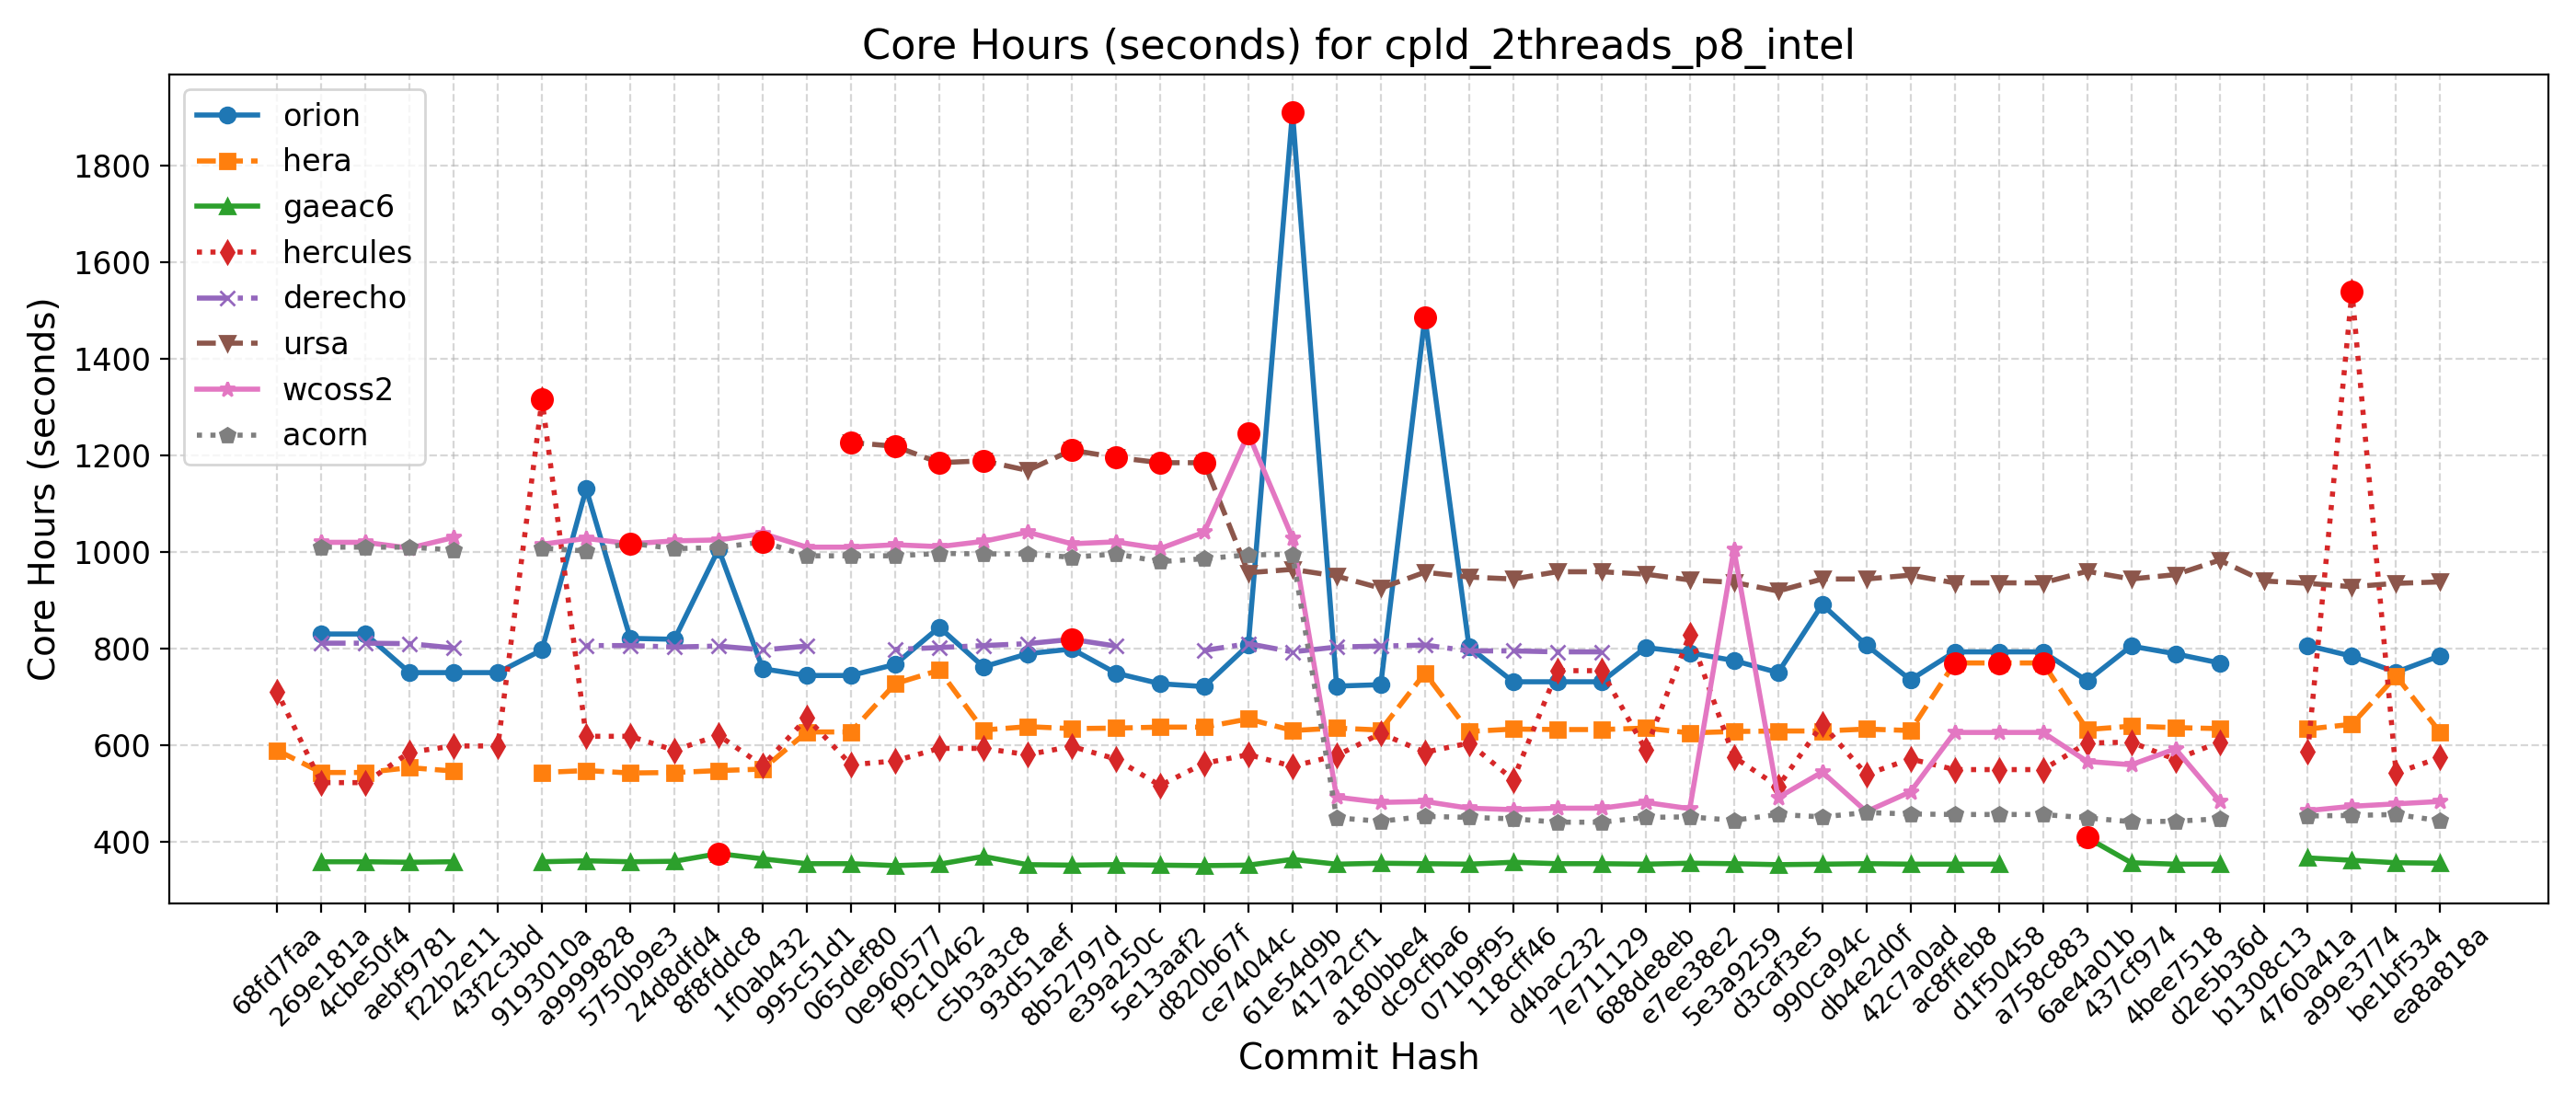 Core Hours (seconds) for cpld_2threads_p8_intel
orion
hera
gaeac6
hercules
derecho
ursa
wcoss2
acorn
Core Hours (seconds)
1800
1600
1400
1200
1000
800
600
400
68fd7faa
269e181a
4cbe50f4
aebf9781
f22b2e11
43f2c3bd
9193010a
a9999828
5750b9e3
24d8dfd4
8f8fddc8
1f0ab432
995c51d1
065def80
0e960577
f9c10462
c5b3a3c8
93d51aef
8b52797d
e39a250c
5e13aaf2
d820b67f
ce74044c
61e54d9b
417a2cf1
a180bbe4
dc9cfba6
071b9f95
118cff46
d4bac232
7e711129
688de8eb
e7ee38e2
5e3a9259
d3caf3e5
990ca94c
db4e2d0f
42c7a0ad
ac8ffeb8
d1f50458
a758c883
6ae4a01b
437cf974
4bee7518
d2e5b36d
b1308c13
4760a41a
a99e3774
be1bf534
ea8a818a
Commit Hash